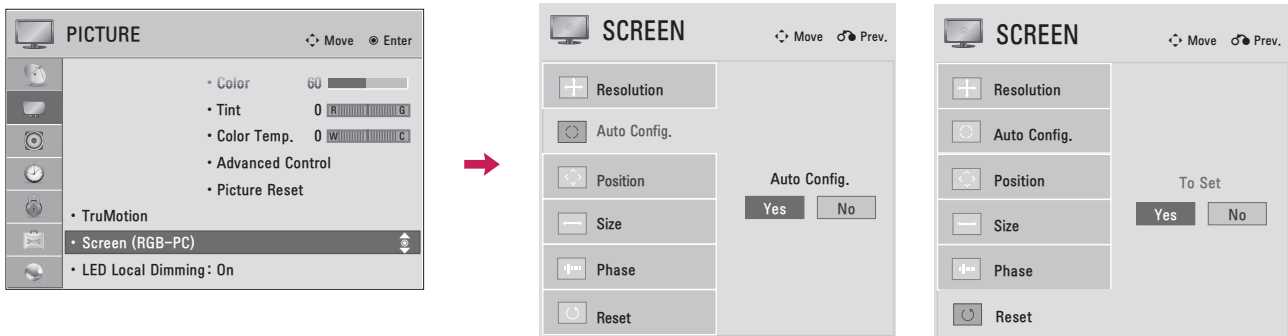 PICTURE
Move Enter
• Color 60
• Tint 0 R G
• Color Temp. 0 W C
• Advanced Control
• Picture Reset
• TruMotion
• Screen (RGB-PC)
• LED Local Dimming: On
SCREEN
Move Prev.
Resolution
Auto Config.
Position
Size
Phase
Reset
Auto Config.
Yes No
SCREEN
Move Prev.
Resolution
Auto Config.
Position
Size
Phase
Reset
To Set
Yes No